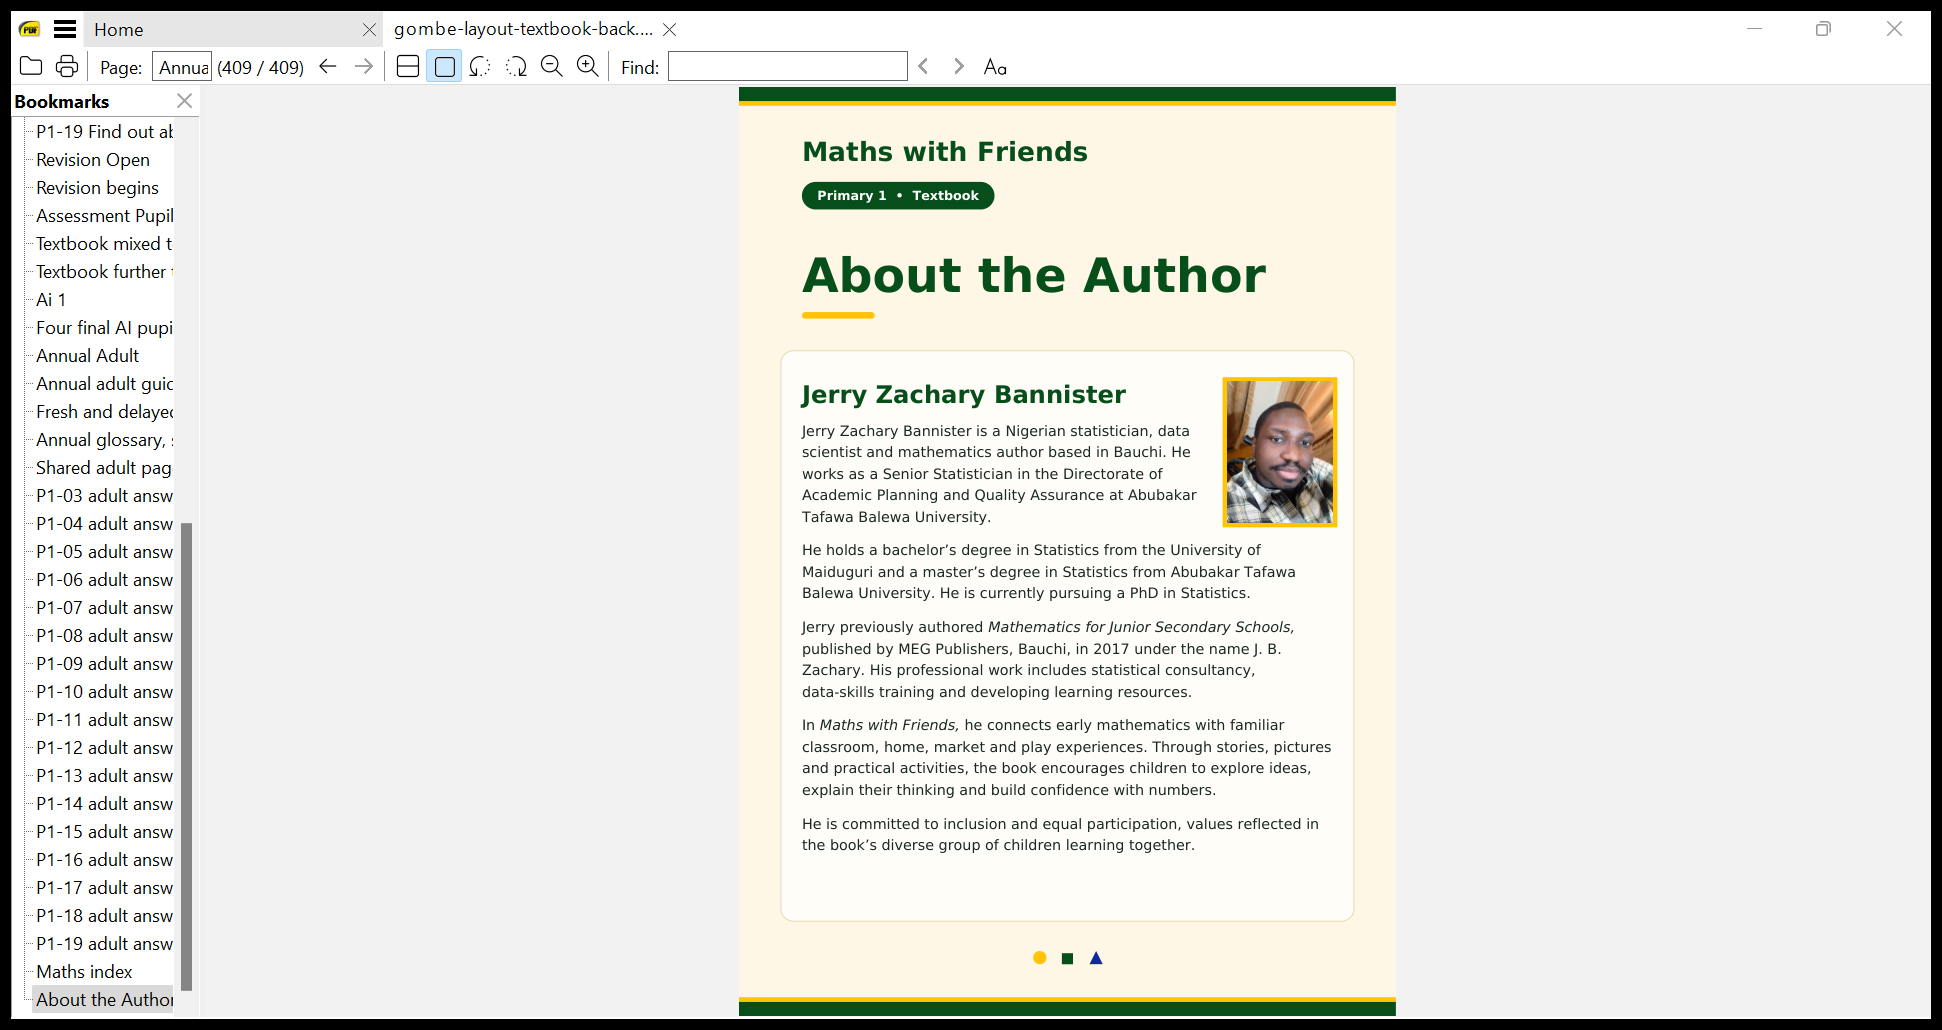 PDF
Home
gombe-layout-textbook-back....
Page:
Annua
(409 / 409)
Find:
Aa
Bookmarks
P1-19 Find out ab
Revision Open
Revision begins
Assessment Pupil
Textbook mixed t
Textbook further
Ai 1
Four final AI pupi
Annual Adult
Annual adult guid
Fresh and delayed
Annual glossary, s
Shared adult pag
P1-03 adult answ
P1-04 adult answ
P1-05 adult answ
P1-06 adult answ
P1-07 adult answ
P1-08 adult answ
P1-09 adult answ
P1-10 adult answ
P1-11 adult answ
P1-12 adult answ
P1-13 adult answ
P1-14 adult answ
P1-15 adult answ
P1-16 adult answ
P1-17 adult answ
P1-18 adult answ
P1-19 adult answ
Maths index
About the Author
Maths with Friends
Primary 1 • Textbook
About the Author
Jerry Zachary Bannister
Jerry Zachary Bannister is a Nigerian statistician, data
scientist and mathematics author based in Bauchi. He
works as a Senior Statistician in the Directorate of
Academic Planning and Quality Assurance at Abubakar
Tafawa Balewa University.
He holds a bachelor’s degree in Statistics from the University of
Maiduguri and a master’s degree in Statistics from Abubakar Tafawa
Balewa University. He is currently pursuing a PhD in Statistics.
Jerry previously authored Mathematics for Junior Secondary Schools,
published by MEG Publishers, Bauchi, in 2017 under the name J. B.
Zachary. His professional work includes statistical consultancy,
data-skills training and developing learning resources.
In Maths with Friends, he connects early mathematics with familiar
classroom, home, market and play experiences. Through stories, pictures
and practical activities, the book encourages children to explore ideas,
explain their thinking and build confidence with numbers.
He is committed to inclusion and equal participation, values reflected in
the book’s diverse group of children learning together.